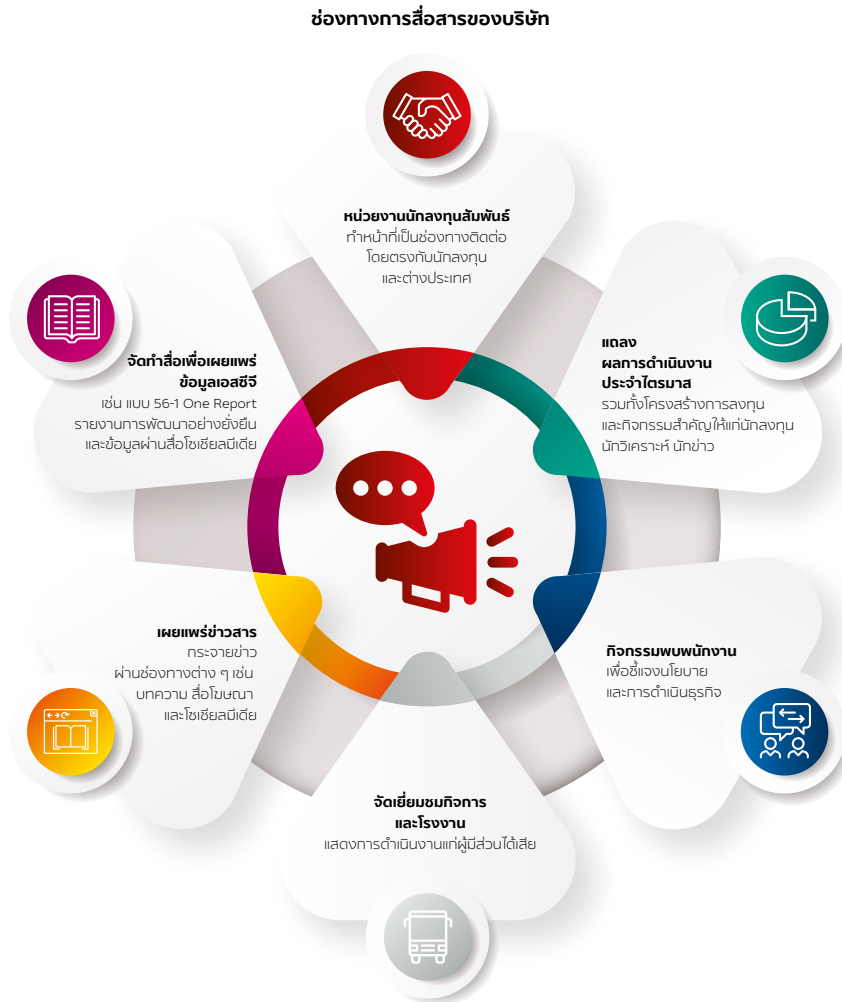 ช่องทางการสื่อสารของบริษัท
หน่วยงานนักลงทุนสัมพันธ์
ทำหน้าที่เป็นช่องทางติดต่อ
โดยตรงกับนักลงทุน
และต่างประเทศ
แถลง
ผลการดำเนินงาน
ประจำไตรมาส
รวมทั้งโครงสร้างการลงทุน
และกิจกรรมสำคัญให้แก่นักลงทุน
นักวิเคราะห์ นักข่าว
กิจกรรมพบพนักงาน
เพื่อชี้แจงนโยบาย
และการดำเนินธุรกิจ
จัดเยี่ยมชมกิจการ
และโรงงาน
แสดงการดำเนินงานแก่ผู้มีส่วนได้เสีย
เผยแพร่ข่าวสาร
กระจายข่าว
ผ่านช่องทางต่าง ๆ เช่น
บทความ สื่อโฆษณา
และโซเชียลมีเดีย
จัดทำสื่อเพื่อเผยแพร่
ข้อมูลเอสซีจี
เช่น แบบ 56-1 One Report
รายงานการพัฒนาอย่างยั่งยืน
และข้อมูลผ่านสื่อโซเชียลมีเดีย